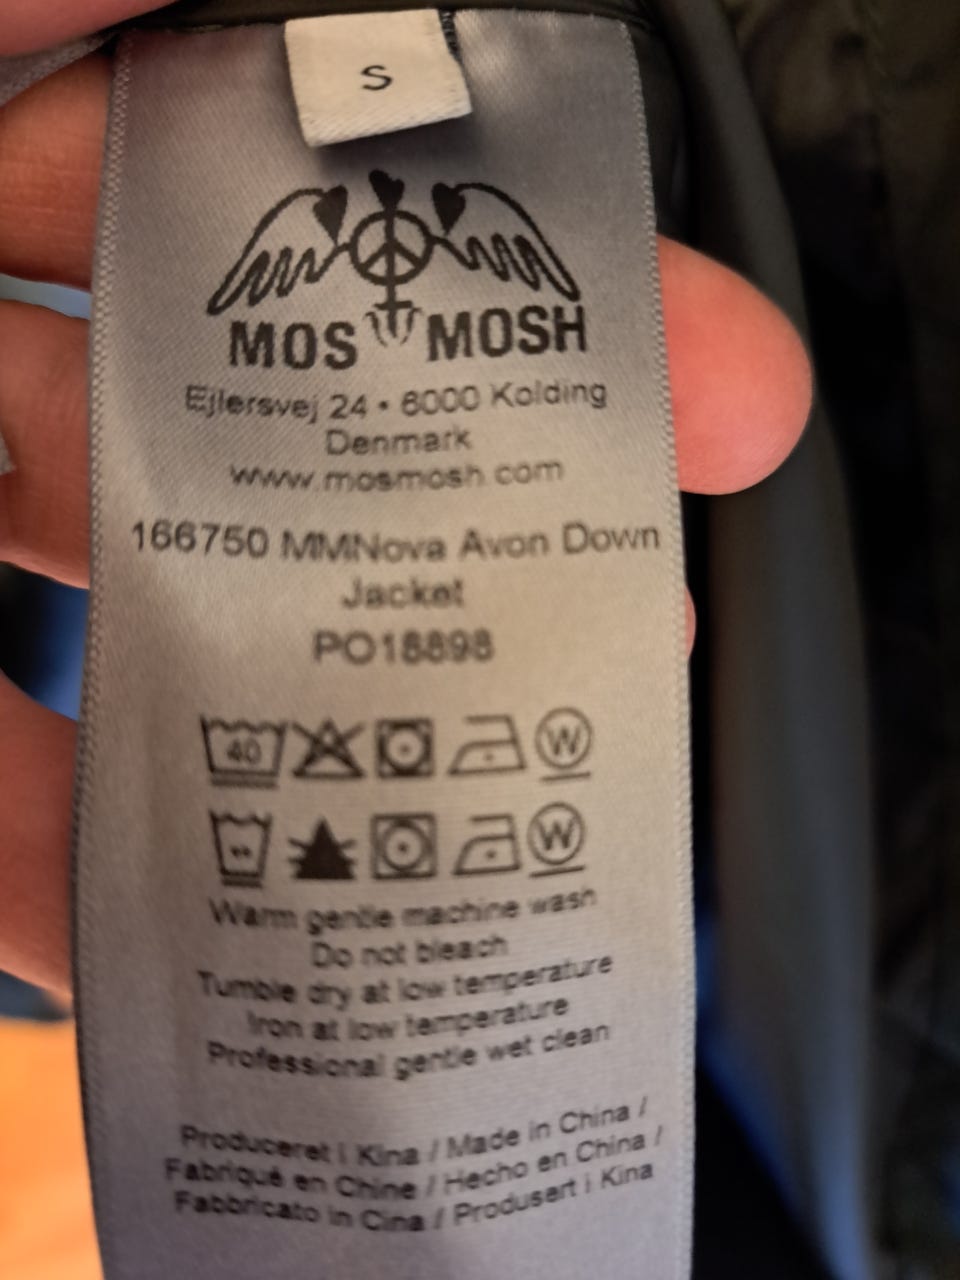 S
MOS MOSH
Ejlersvej 24 • 6000 Kolding
Denmark
www.mosmosh.com
166750 MMNova Avon Down
Jacket
PO18898
40 W
W
Warm gentle machine wash
Do not bleach
Tumble dry at low temperature
Iron at low temperature
Professional gentle wet clean
Produceret i Kina / Made in China /
Fabriqué en Chine / Hecho en China /
Fabbricato in Cina / Produsert i Kina